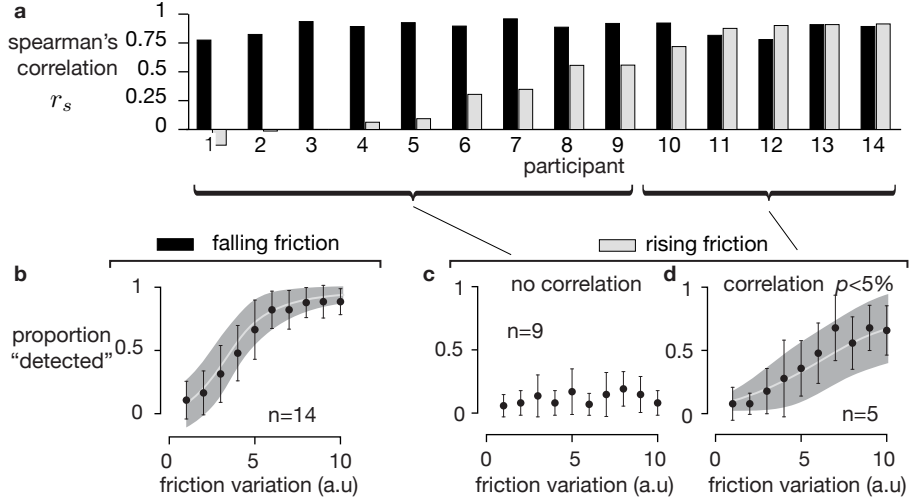 a
spearman's
correlation
r_s
1
0.75
0.5
0.25
0
1 2 3 4 5 6 7 8 9 10 11 12 13 14
participant
falling friction
rising friction
b
proportion
"detected"
1
0.5
0
n=14
0 5 10
friction variation (a.u)
c
no correlation
1
n=9
0.5
0
0 5 10
friction variation (a.u)
d
correlation p<5%
1
0.5
0
n=5
0 5 10
friction variation (a.u)